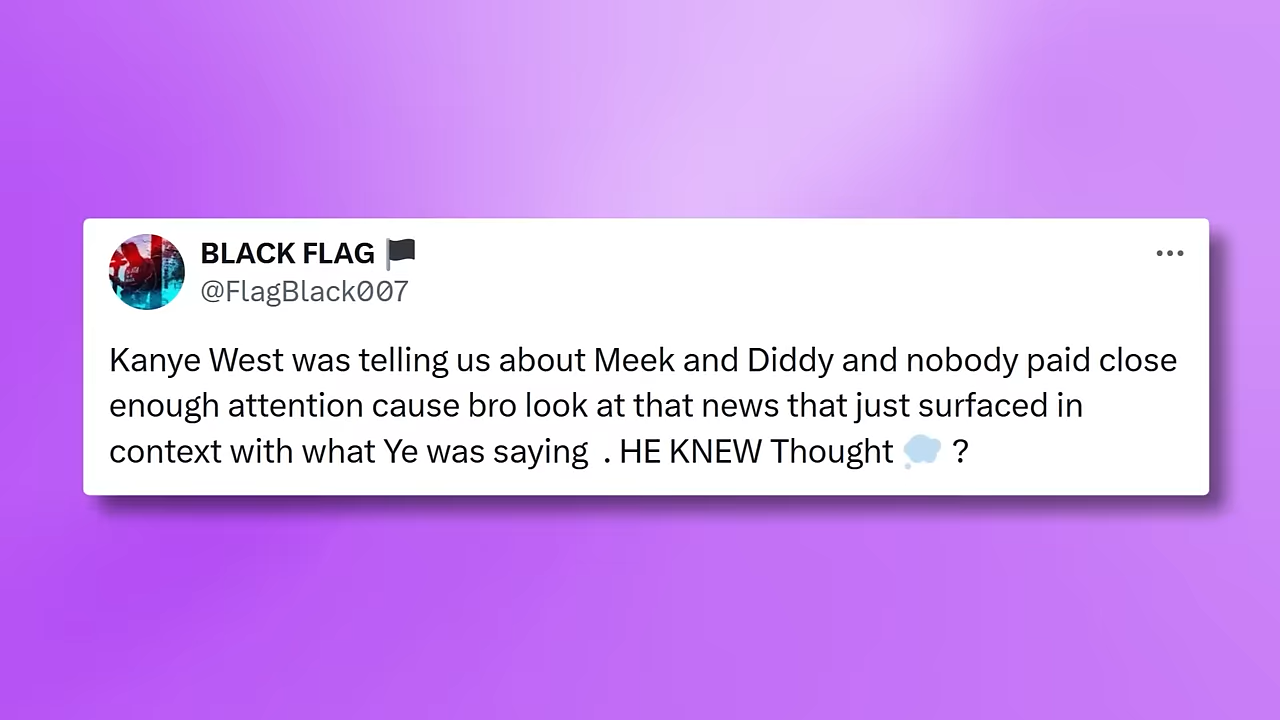 BLACK FLAG 🏴
@FlagBlack007
Kanye West was telling us about Meek and Diddy and nobody paid close
enough attention cause bro look at that news that just surfaced in
context with what Ye was saying  . HE KNEW Thought 💭 ?